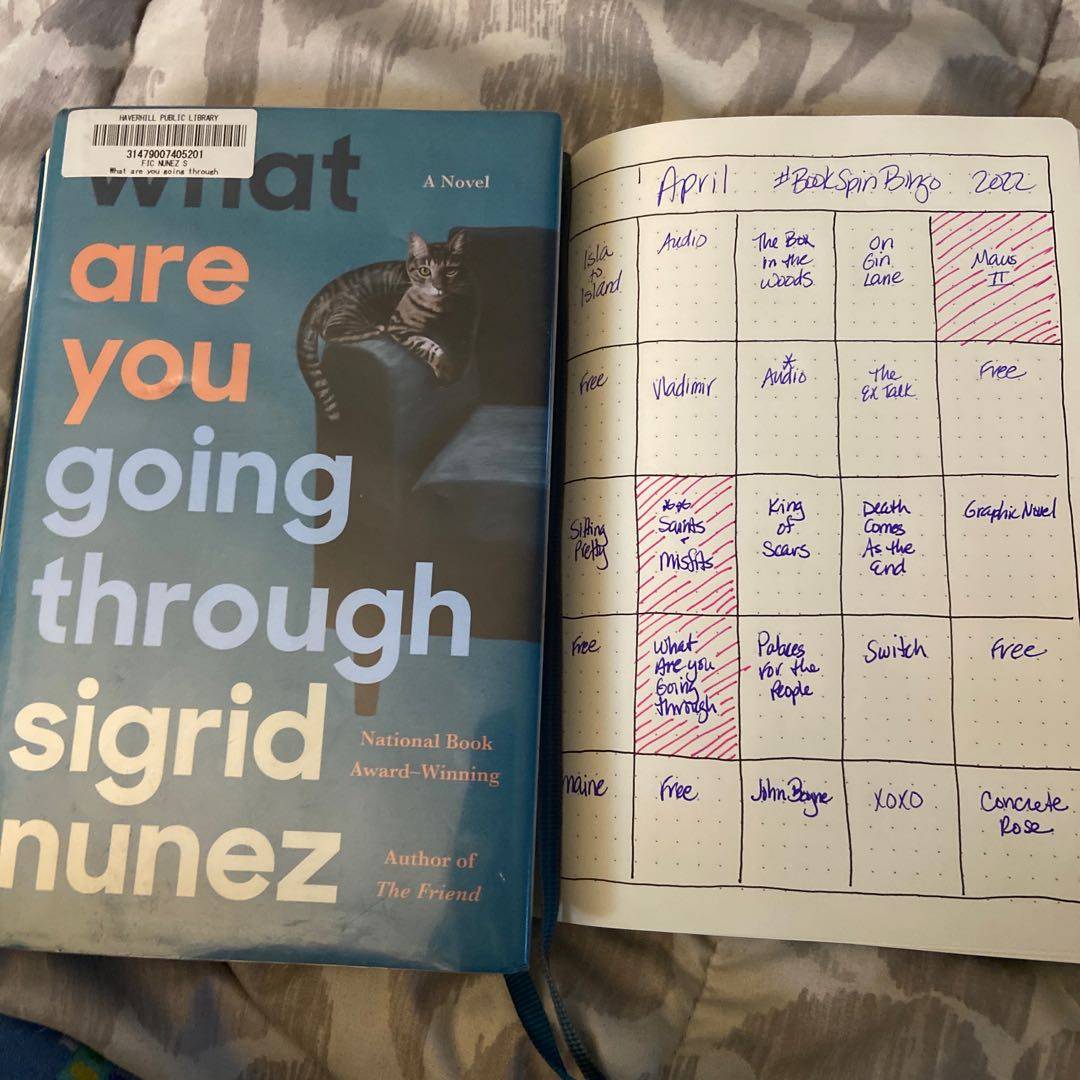 HAVERHILL PUBLIC LIBRARY
31479007405201
FIC NUNEZ S
What are you going through
what
A Novel
are
you
going
through
sigrid
National Book
Award–Winning
nunez
Author of
The Friend
April #BookSpinBingo 2022
Isla
to
Island
Audio
The Box
in the
Woods
On
Gin
Lane
Maus
II
Free
Vladimir
*
Audio
The
Ex Talk
Free
Sitting
Pretty
Saints
+
Misfits
King
of
Scars
Death
Comes
As the
End
Graphic Novel
Free
What
Are you
Going
Through
Palaces
For the
People
Switch
Free
maine
Free
John Boyne
XOXO
Concrete
Rose